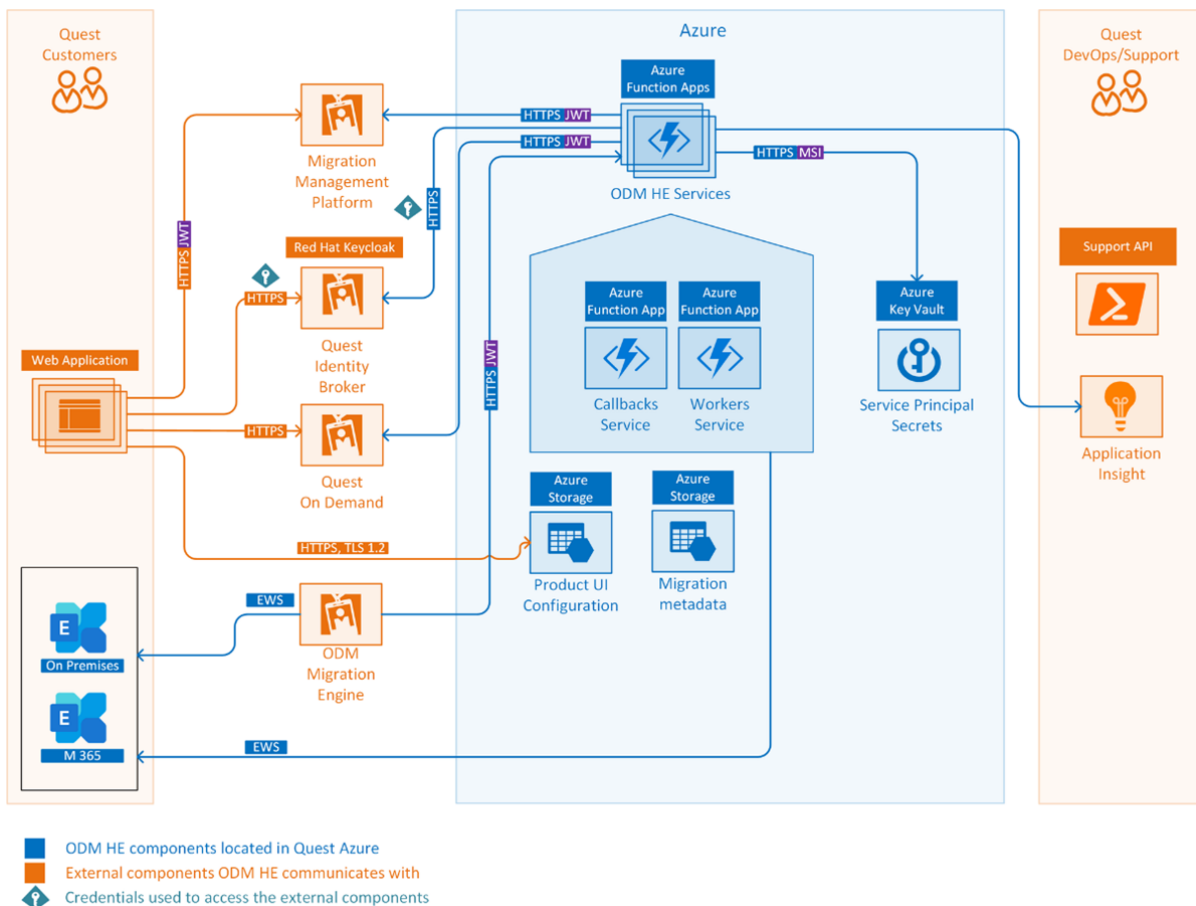 Quest
Customers
Azure
Quest
DevOps/Support
Azure
Function Apps
HTTPS JWT
HTTPS JWT
HTTPS MSI
ODM HE Services
Migration
Management
Platform
HTTPS
HTTPS JWT
Red Hat Keycloak
HTTPS
Quest
Identity
Broker
Support API
Azure
Function App
Azure
Function App
Azure
Key Vault
Web Application
HTTPS JWT
Callbacks
Service
Workers
Service
Service Principal
Secrets
HTTPS
Quest
On Demand
Application
Insight
Azure
Storage
Azure
Storage
HTTPS, TLS 1.2
Product UI
Configuration
Migration
metadata
EWS
E
On Premises
ODM
Migration
Engine
E
M 365
EWS
ODM HE components located in Quest Azure
External components ODM HE communicates with
Credentials used to access the external components